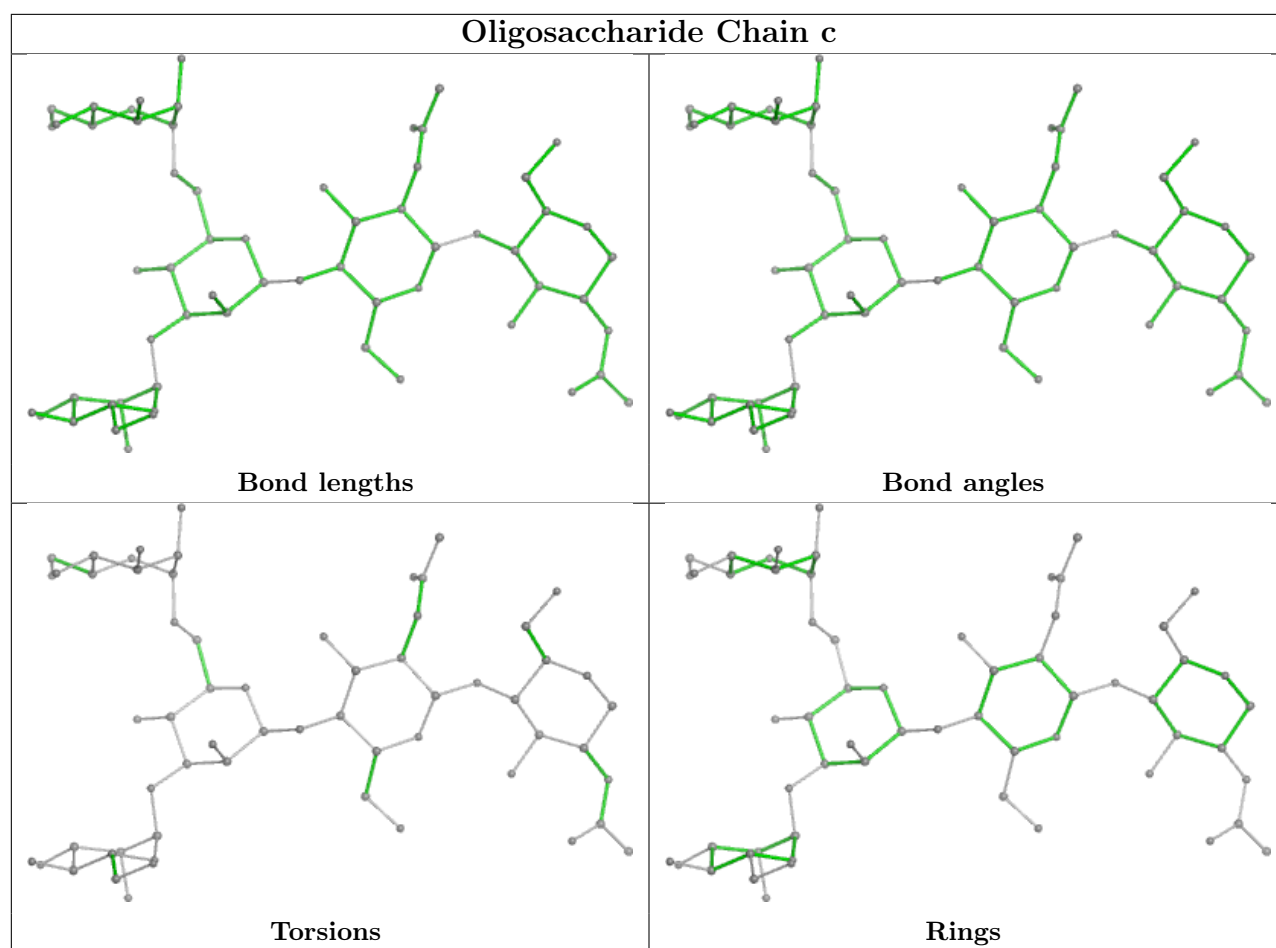 Oligosaccharide Chain c
Bond lengths
Bond angles
Torsions
Rings